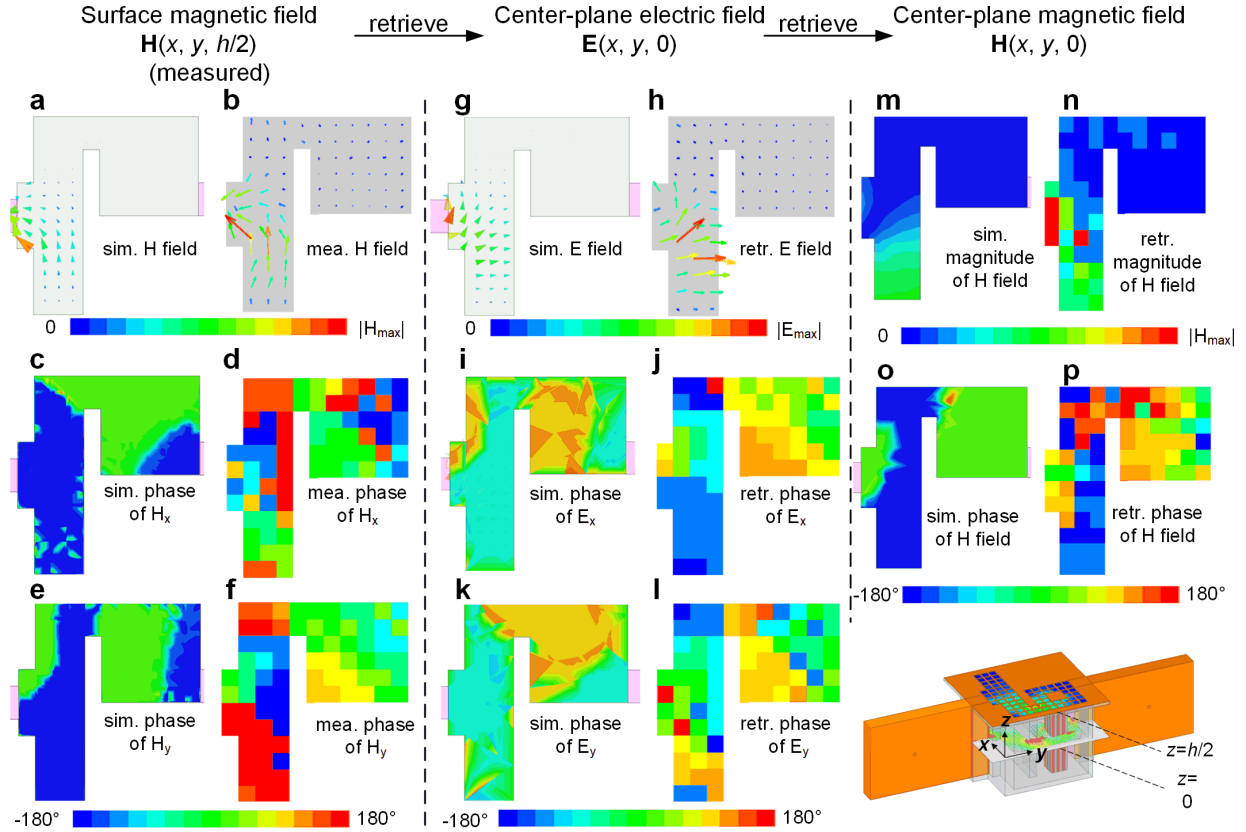 Surface magnetic field
H(x, y, h/2)
(measured)
retrieve
Center-plane electric field
E(x, y, 0)
retrieve
Center-plane magnetic field
H(x, y, 0)
a
b
sim. H field
mea. H field
0
|Hmax|
c
d
sim. phase
of Hx
mea. phase
of Hx
e
f
sim. phase
of Hy
mea. phase
of Hy
-180°
180°
g
h
sim. E field
retr. E field
0
|Emax|
i
j
sim. phase
of Ex
retr. phase
of Ex
k
l
sim. phase
of Ey
retr. phase
of Ey
-180°
180°
m
n
sim.
magnitude
of H field
retr.
magnitude
of H field
0
|Hmax|
o
p
sim. phase
of H field
retr. phase
of H field
-180°
180°
z
x
y
z=h/2
z=
0